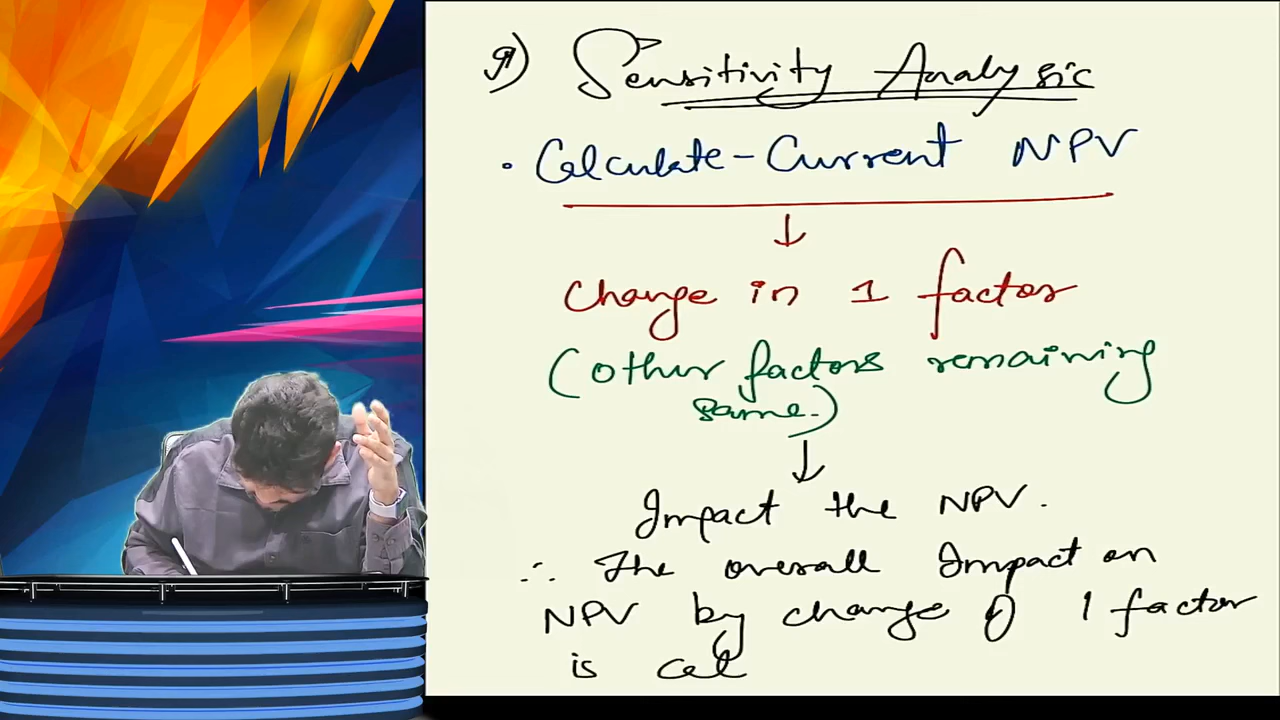 Sensitivity Analysis
• Calculate - Current NPV
↓
Change in 1 factor
(other factors remaining
same.)
↓
Impact the NPV.
∴ The overall Impact on
NPV by change of 1 factor
is cal